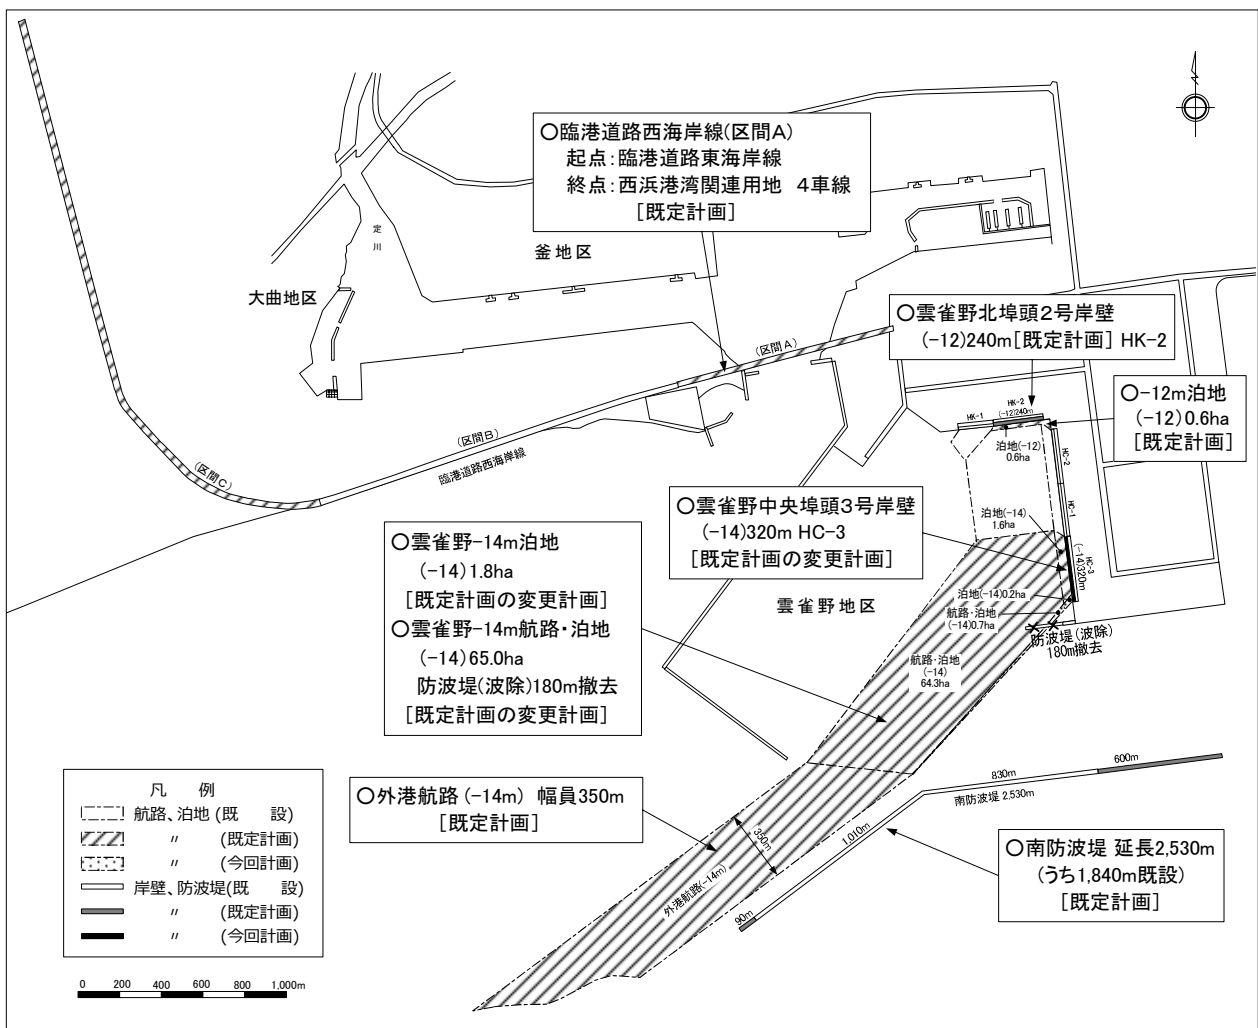 ○臨港道路西海岸線(区間A)
起点:臨港道路東海岸線
終点:西浜港湾関連用地 4車線
[既定計画]
定川
釜地区
大曲地区
○雲雀野北埠頭2号岸壁
(-12)240m[既定計画] HK-2
(区間A)
○-12m泊地
(-12)0.6ha
[既定計画]
HK-1
HK-2
(-12)240m
泊地(-12)
0.6ha
HC-2
(区間B)
臨港道路西海岸線
(区間C)
○雲雀野中央埠頭3号岸壁
(-14)320m HC-3
[既定計画の変更計画]
泊地(-14)
1.6ha
HC-1
HC-3
(-14)320m
○雲雀野-14m泊地
(-14)1.8ha
[既定計画の変更計画]
○雲雀野-14m航路・泊地
(-14)65.0ha
防波堤(波除)180m撤去
[既定計画の変更計画]
雲雀野地区
泊地(-14)0.2ha
航路・泊地
(-14)0.7ha
防波堤(波除)
180m撤去
航路・泊地
(-14)
64.3ha
○外港航路(-14m) 幅員350m
[既定計画]
350m
外港航路(-14m)
600m
830m
南防波堤 2,530m
1,010m
90m
○南防波堤 延長2,530m
(うち1,840m既設)
[既定計画]
凡 例
航路、泊地(既 設)
〃 (既定計画)
〃 (今回計画)
岸壁、防波堤(既 設)
〃 (既定計画)
〃 (今回計画)
0 200 400 600 800 1,000m